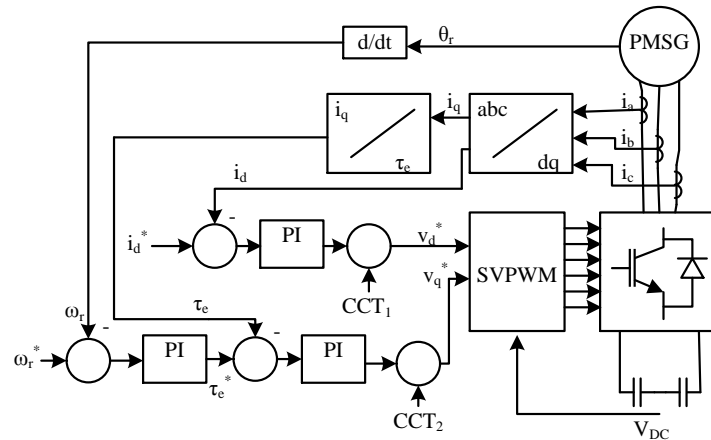 d/dt
θr
PMSG
iq
τe
iq
abc
dq
ia
ib
ic
id
id*
-
PI
vd*
CCT1
vq*
SVPWM
ωr
τe
-
-
ωr*
PI
τe*
PI
CCT2
VDC